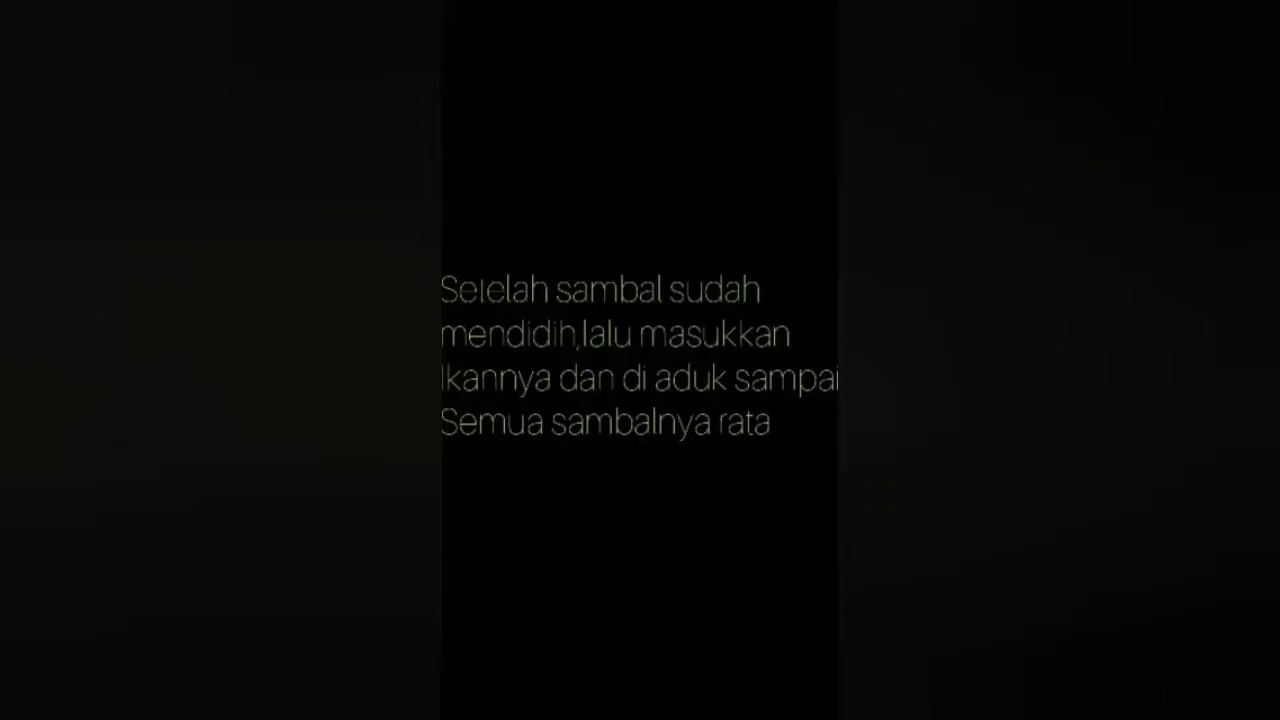 Setelah sambal sudah
mendidih,lalu masukkan
Ikannya dan di aduk sampai
Semua sambalnya rata